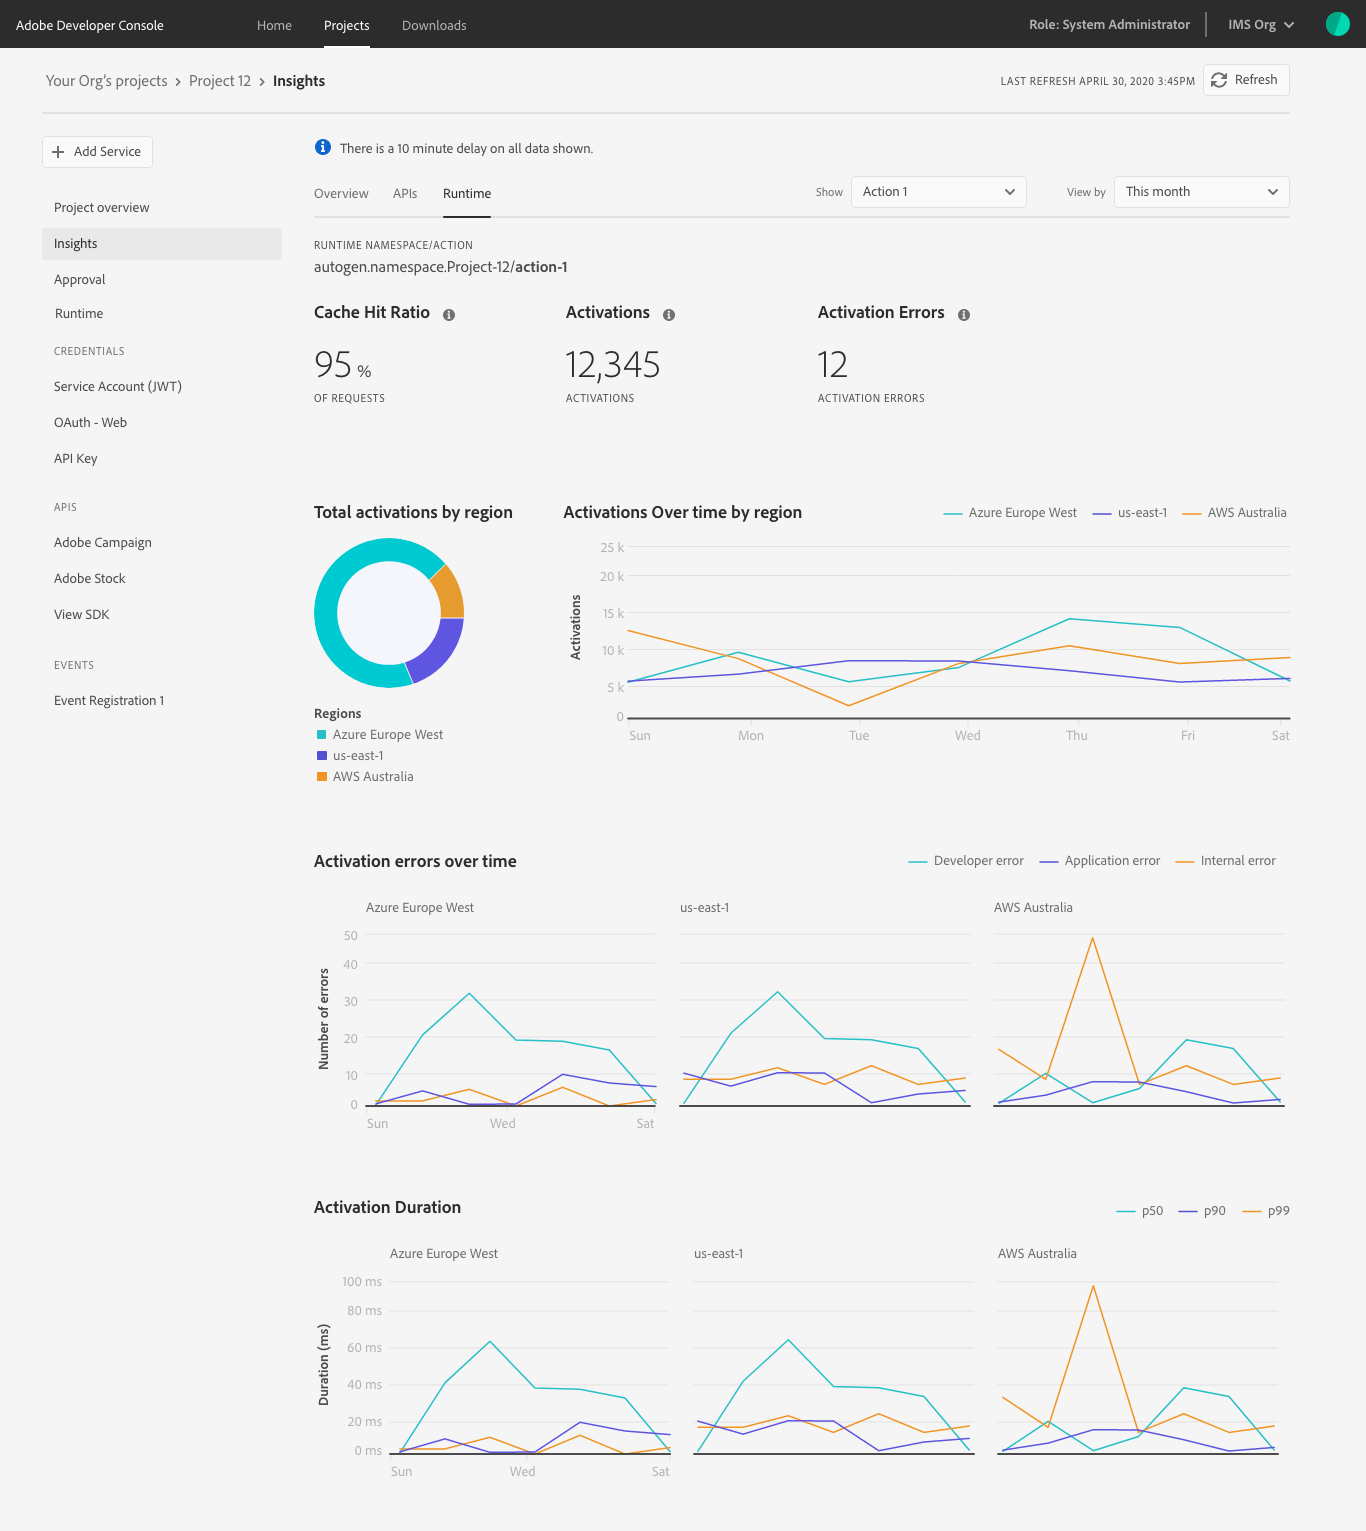 Adobe Developer Console
Home
Projects
Downloads
Role: System Administrator
IMS Org
Your Org's projects > Project 12 > Insights
LAST REFRESH APRIL 30, 2020 3:45PM
Refresh
Add Service
Project overview
Insights
Approval
Runtime
CREDENTIALS
Service Account (JWT)
OAuth - Web
API Key
APIS
Adobe Campaign
Adobe Stock
View SDK
EVENTS
Event Registration 1
There is a 10 minute delay on all data shown.
Overview
APIs
Runtime
Show
Action 1
View by
This month
RUNTIME NAMESPACE/ACTION
autogen.namespace.Project-12/action-1
Cache Hit Ratio
95 %
OF REQUESTS
Activations
12,345
ACTIVATIONS
Activation Errors
12
ACTIVATION ERRORS
Total activations by region
Regions
Azure Europe West
us-east-1
AWS Australia
Activations Over time by region
Azure Europe West
us-east-1
AWS Australia
Activations
25 k
20 k
15 k
10 k
5 k
0
Sun
Mon
Tue
Wed
Thu
Fri
Sat
Activation errors over time
Developer error
Application error
Internal error
Azure Europe West
us-east-1
AWS Australia
Number of errors
50
40
30
20
10
0
Sun
Wed
Sat
Activation Duration
p50
p90
p99
Azure Europe West
us-east-1
AWS Australia
Duration (ms)
100 ms
80 ms
60 ms
40 ms
20 ms
0 ms
Sun
Wed
Sat